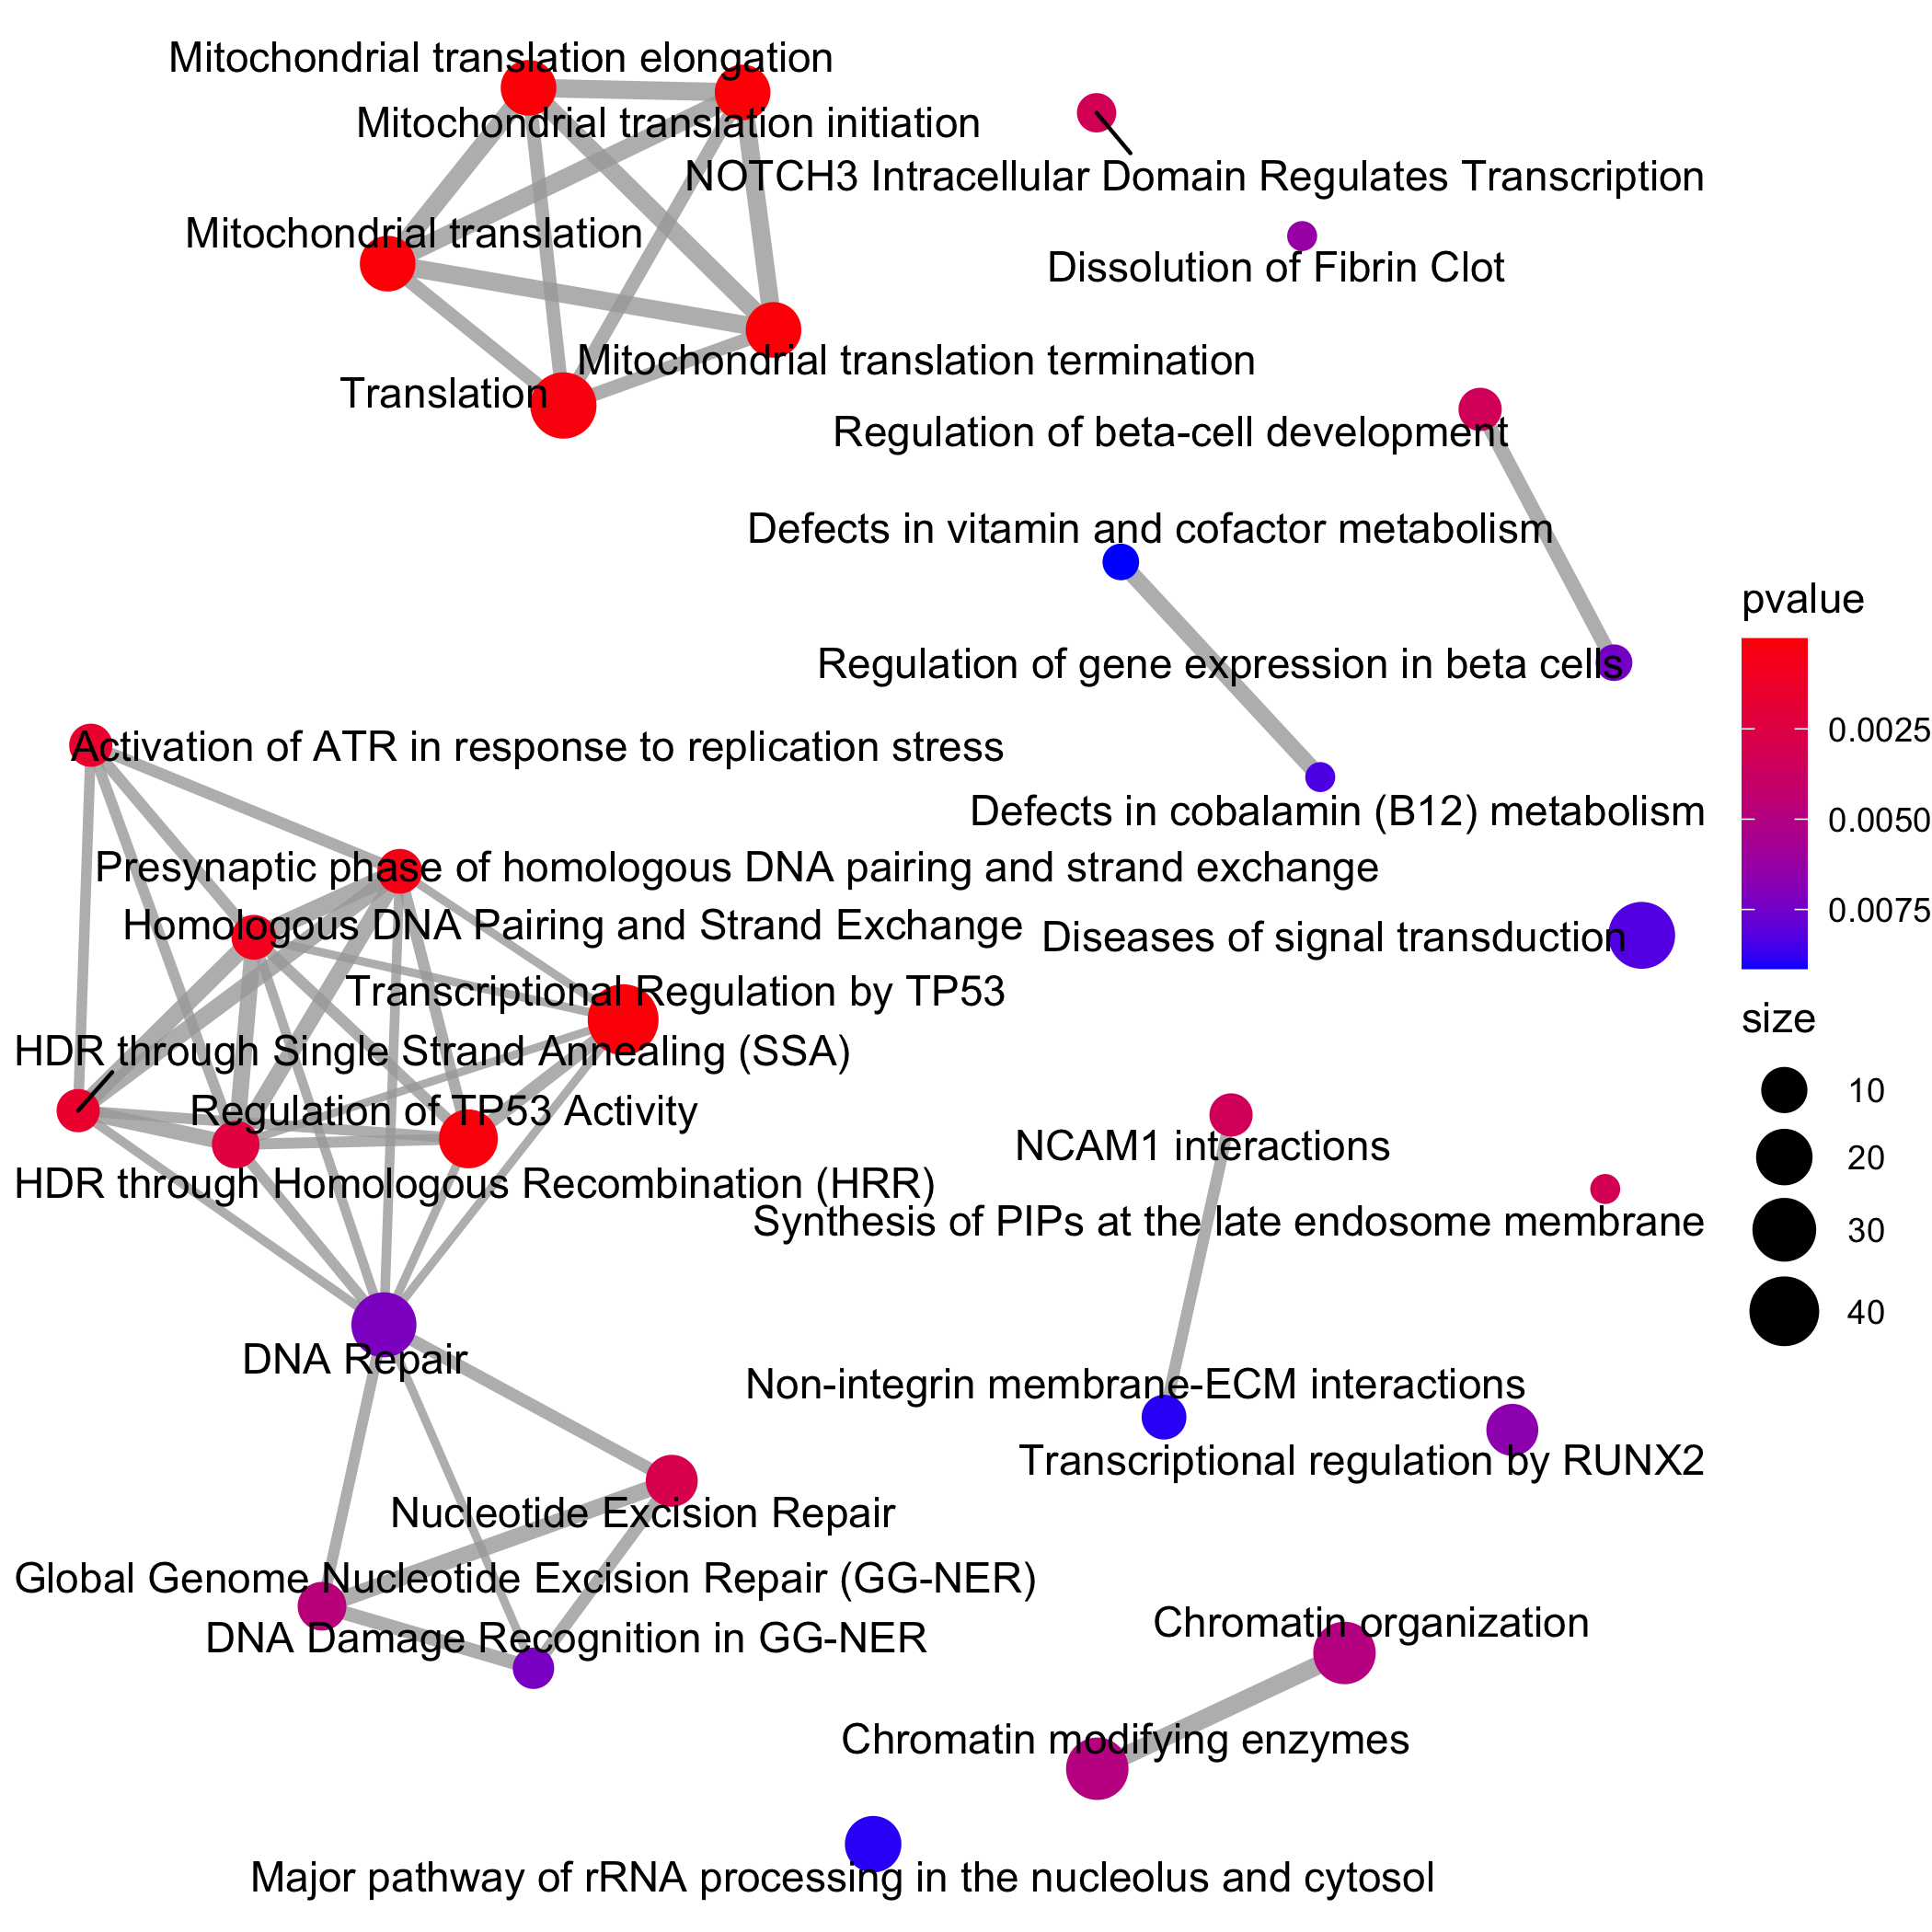 Mitochondrial translation elongation
Mitochondrial translation initiation
NOTCH3 Intracellular Domain Regulates Transcription
Mitochondrial translation
Dissolution of Fibrin Clot
Mitochondrial translation termination
Translation
Regulation of beta-cell development
Defects in vitamin and cofactor metabolism
Regulation of gene expression in beta cells
Activation of ATR in response to replication stress
Defects in cobalamin (B12) metabolism
Presynaptic phase of homologous DNA pairing and strand exchange
Homologous DNA Pairing and Strand Exchange
Diseases of signal transduction
Transcriptional Regulation by TP53
HDR through Single Strand Annealing (SSA)
Regulation of TP53 Activity
NCAM1 interactions
HDR through Homologous Recombination (HRR)
Synthesis of PIPs at the late endosome membrane
DNA Repair
Non-integrin membrane-ECM interactions
Transcriptional regulation by RUNX2
Nucleotide Excision Repair
Global Genome Nucleotide Excision Repair (GG-NER)
DNA Damage Recognition in GG-NER
Chromatin organization
Chromatin modifying enzymes
Major pathway of rRNA processing in the nucleolus and cytosol
pvalue
0.0025
0.0050
0.0075
size
10
20
30
40